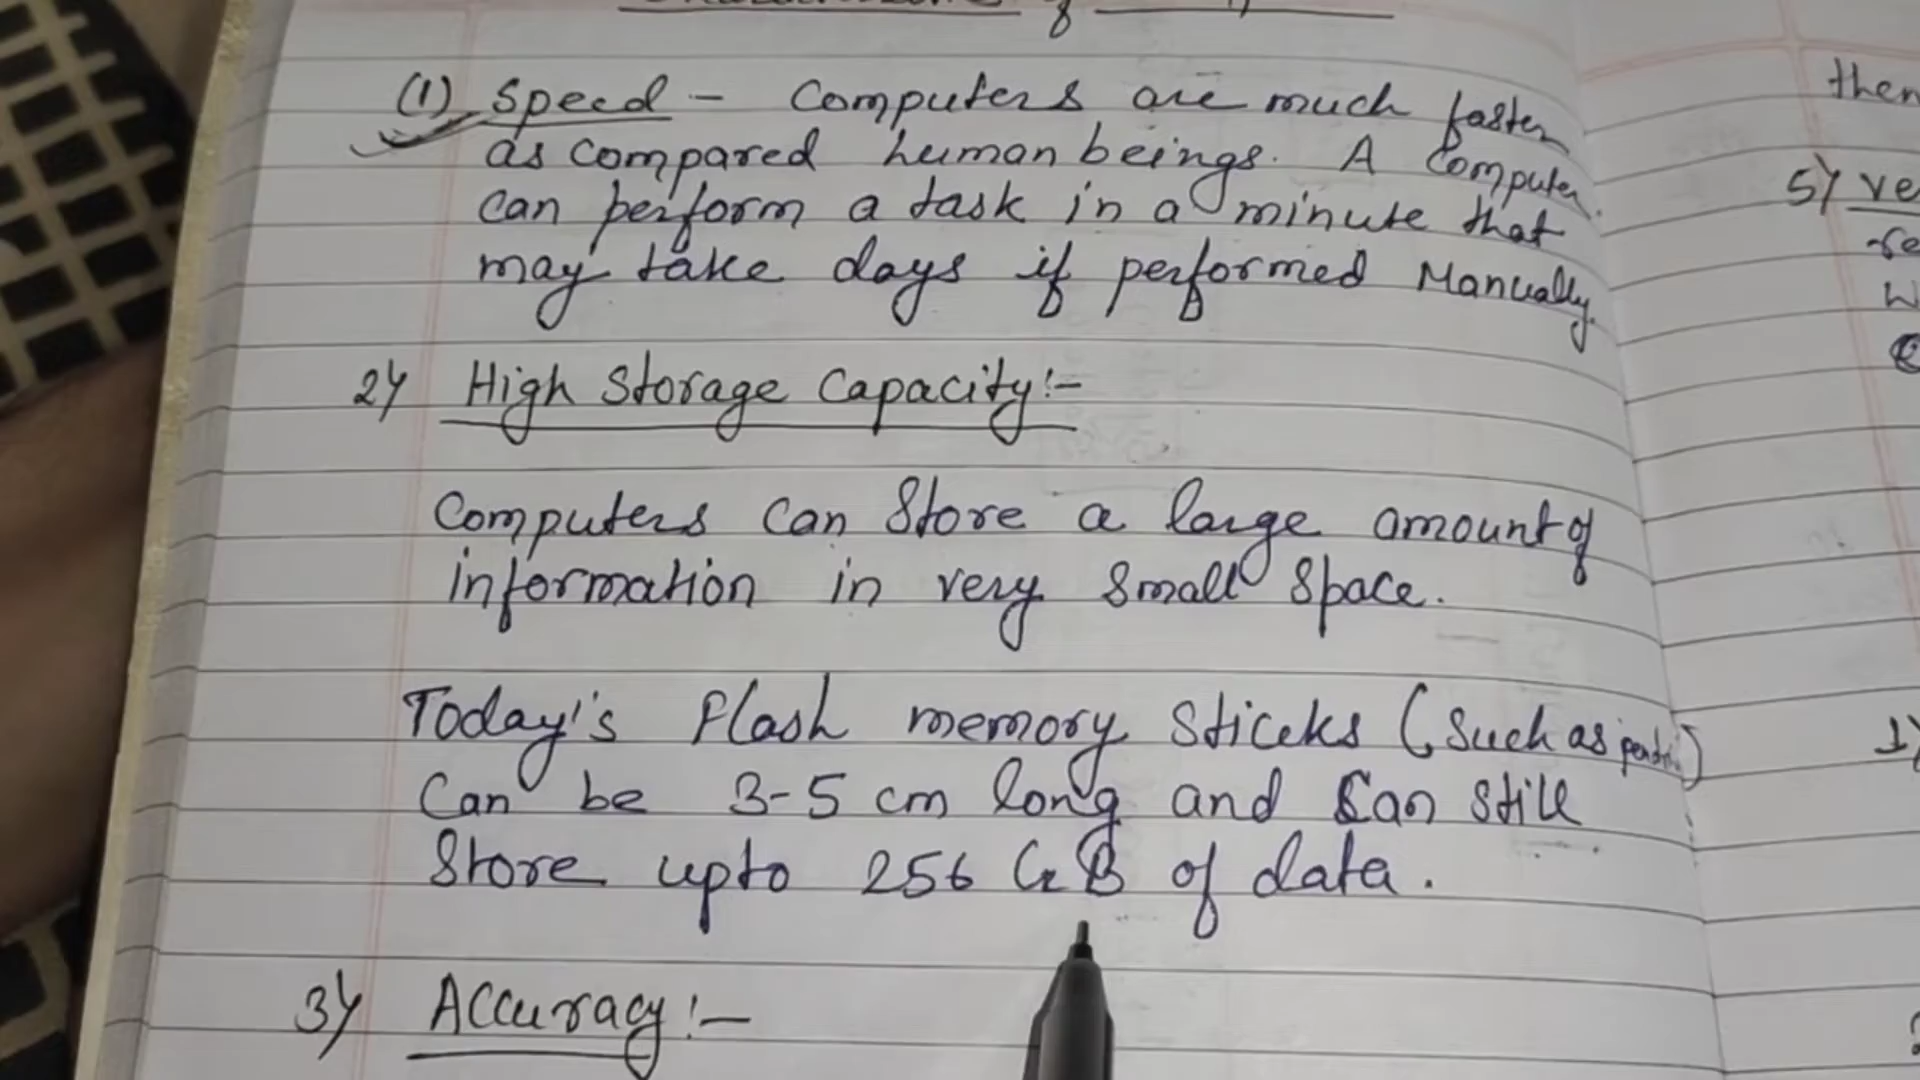 of
(1) Speed - Computers are much faster
as compared human beings. A Computer
can perform a task in a minute that
may take days if performed Manually.
2) High Storage Capacity:-
Computers can Store a large amount of
information in very small space.
Today's Flash memory Sticks (Such as
Can be 3-5 cm long and Can still
Store upto 256 GB of data.
3) Accuracy:-
then
5)
1)